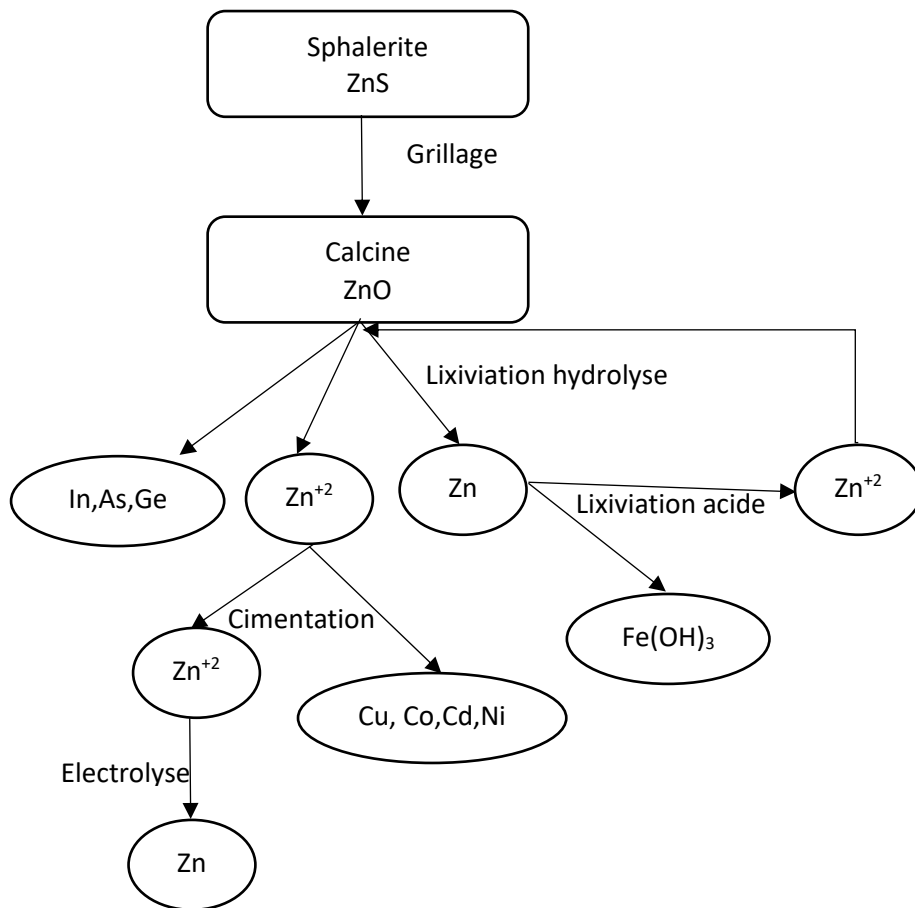 Sphalerite
ZnS
Grillage
Calcine
ZnO
Lixiviation hydrolyse
In,As,Ge
Zn⁺²
Zn
Lixiviation acide
Zn⁺²
Cimentation
Fe(OH)₃
Zn⁺²
Cu, Co,Cd,Ni
Electrolyse
Zn